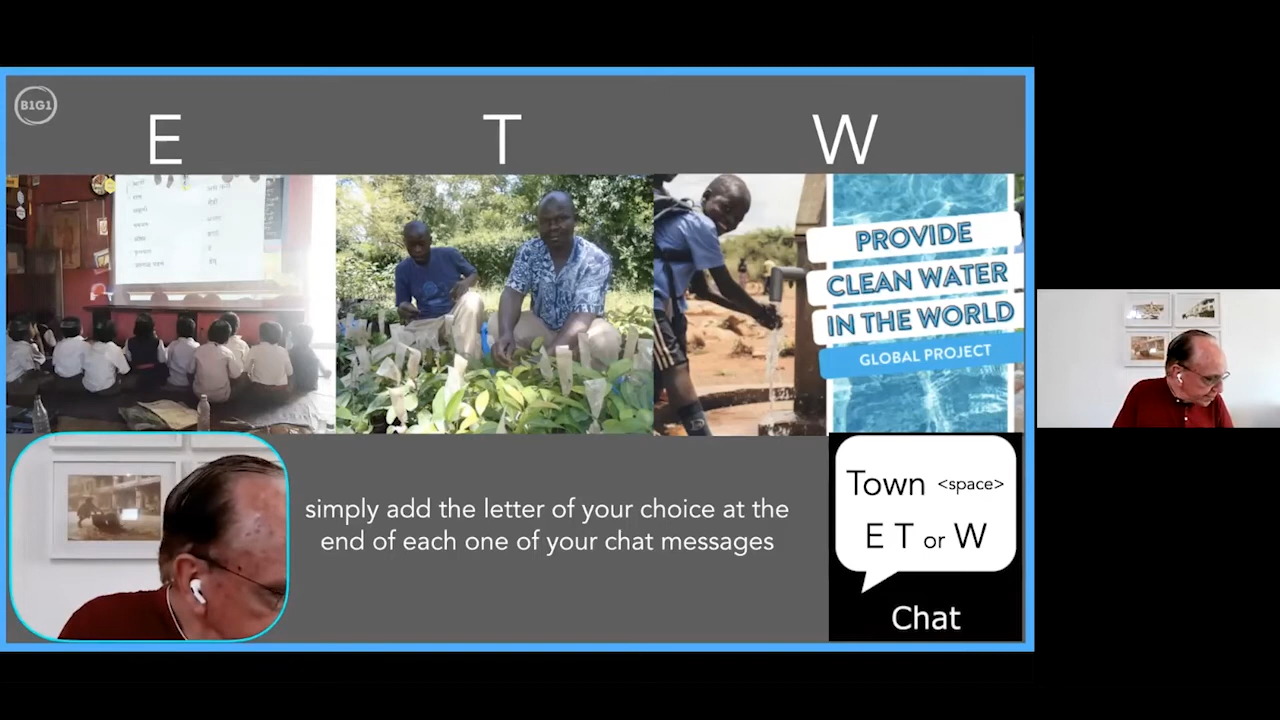 B1G1
E T W
PROVIDE
CLEAN WATER
IN THE WORLD
GLOBAL PROJECT
simply add the letter of your choice at the
end of each one of your chat messages
Town <space>
E T or W
Chat